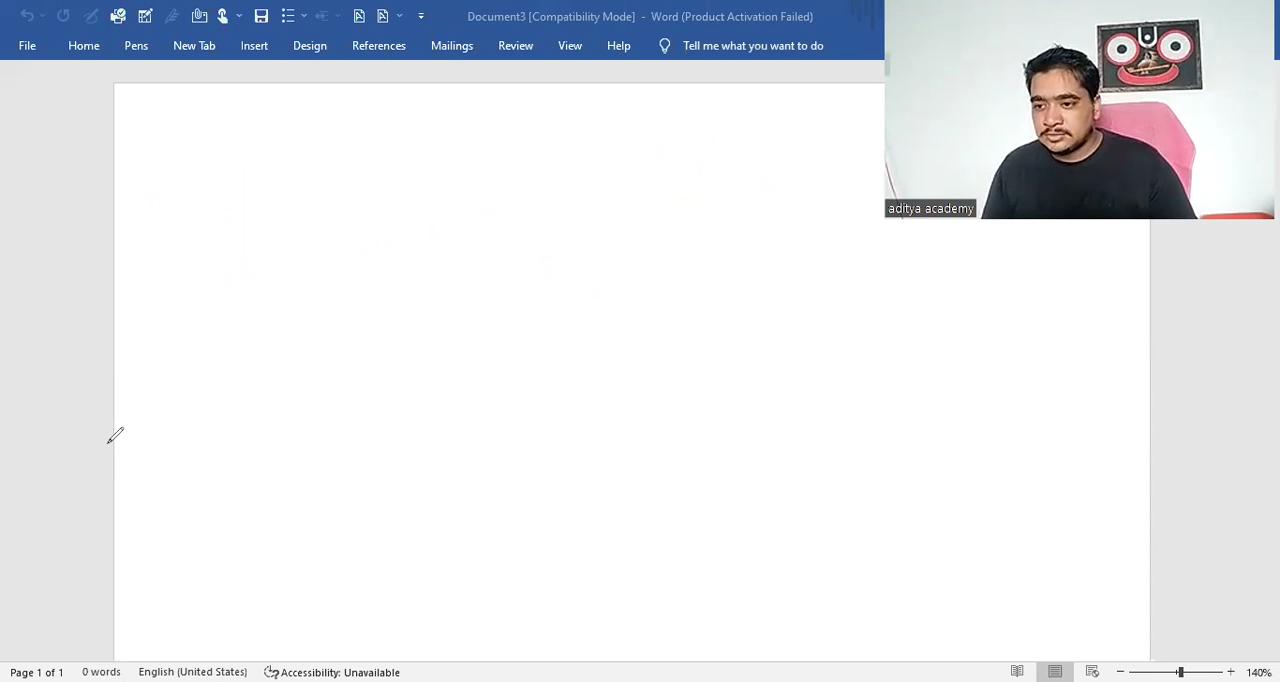 Document3 [Compatibility Mode] - Word (Product Activation Failed)
File Home Pens New Tab Insert Design References Mailings Review View Help Tell me what you want to do
aditya academy
Page 1 of 1 0 words English (United States) Accessibility: Unavailable 140%